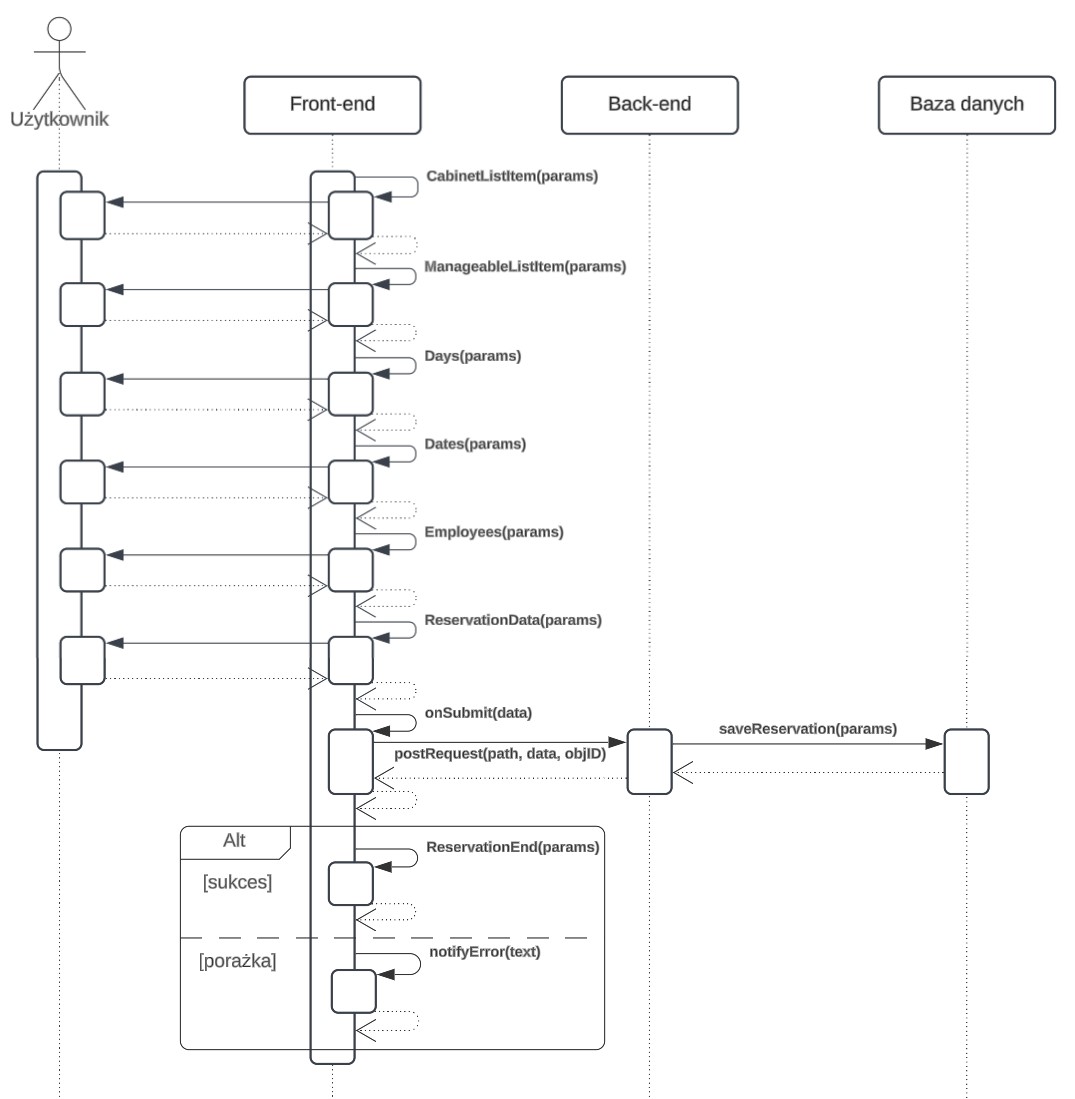 Użytkownik
Front-end
Back-end
Baza danych
CabinetListItem(params)
ManageableListItem(params)
Days(params)
Dates(params)
Employees(params)
ReservationData(params)
onSubmit(data)
postRequest(path, data, objID)
saveReservation(params)
Alt
ReservationEnd(params)
[sukces]
notifyError(text)
[porażka]